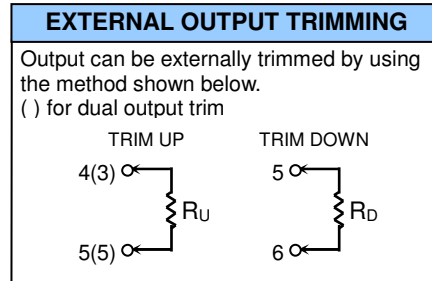 EXTERNAL OUTPUT TRIMMING
Output can be externally trimmed by using
the method shown below.
( ) for dual output trim
TRIM UP TRIM DOWN
4(3) 5
RU RD
5(5) 6